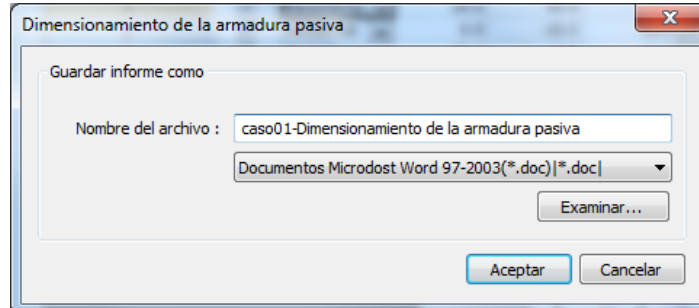 Dimensionamiento de la armadura pasiva
Guardar informe como
Nombre del archivo : caso01-Dimensionamiento de la armadura pasiva
Documentos Microdost Word 97-2003(*.doc)|*.doc|
Examinar...
Aceptar Cancelar